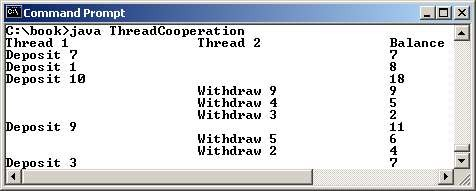 Command Prompt
C:\book>java ThreadCooperation
Thread 1 Thread 2 Balance
Deposit 7 7
Deposit 1 8
Deposit 10 18
Withdraw 9 9
Withdraw 4 5
Withdraw 3 2
Deposit 9 11
Withdraw 5 6
Withdraw 2 4
Deposit 3 7